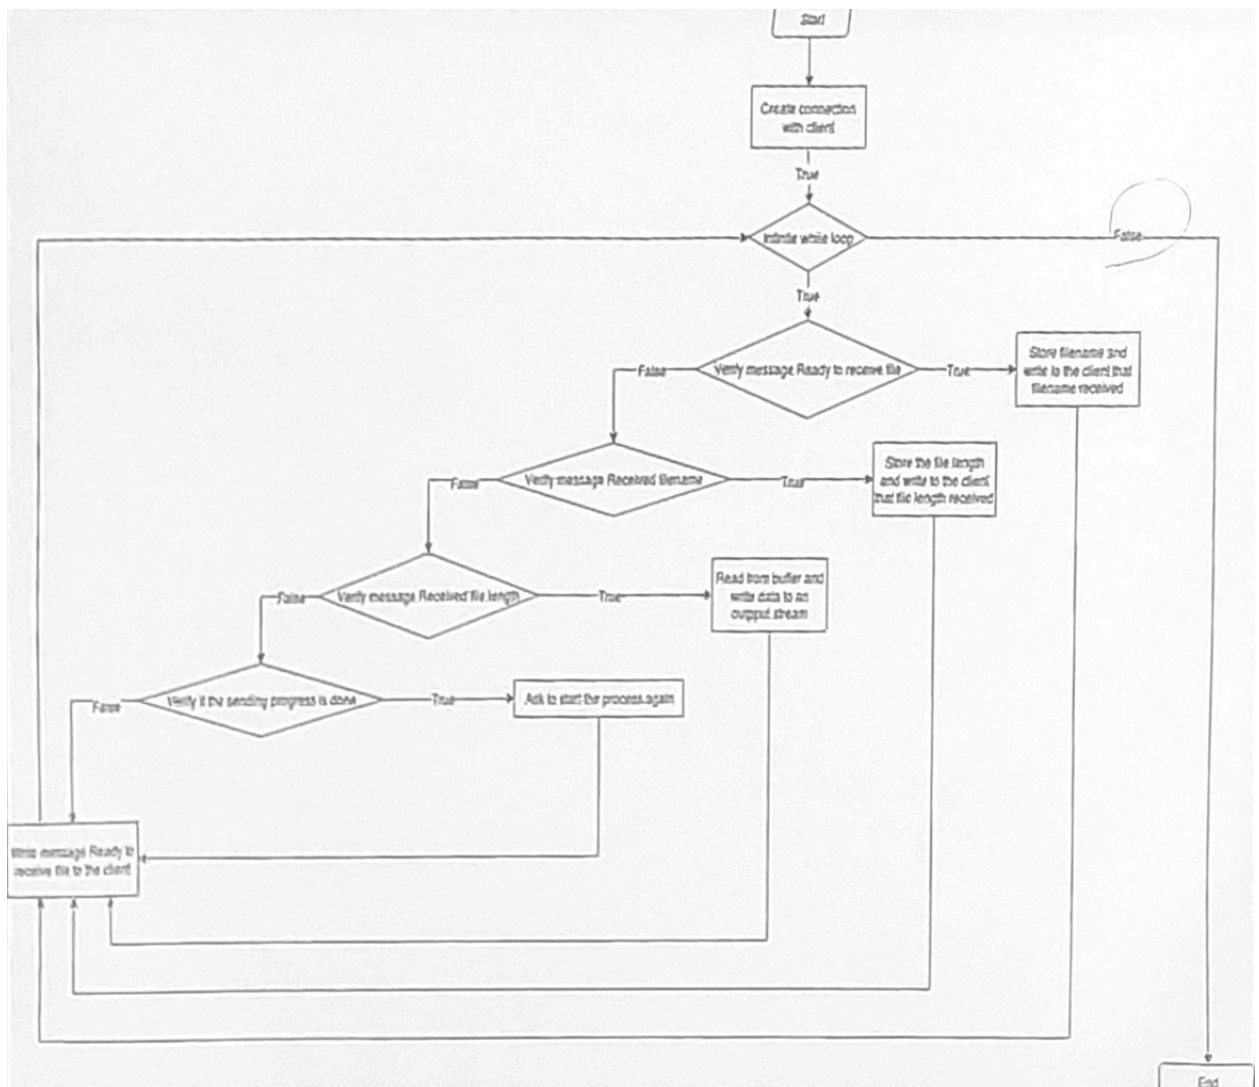 Start
Create connection
with client
True
Infinite while loop
False
True
Verify message Ready to receive file
False
True
Store filename and
write to the client that
filename received
Verify message Received filename
False
True
Store the file length
and write to the client
that file length received
Verify message Received file length
False
True
Read from buffer and
write data to an
outpput stream
Verify if the sending progress is done
False
True
Ask to start the process again
Write message Ready to
receive file to the client
End